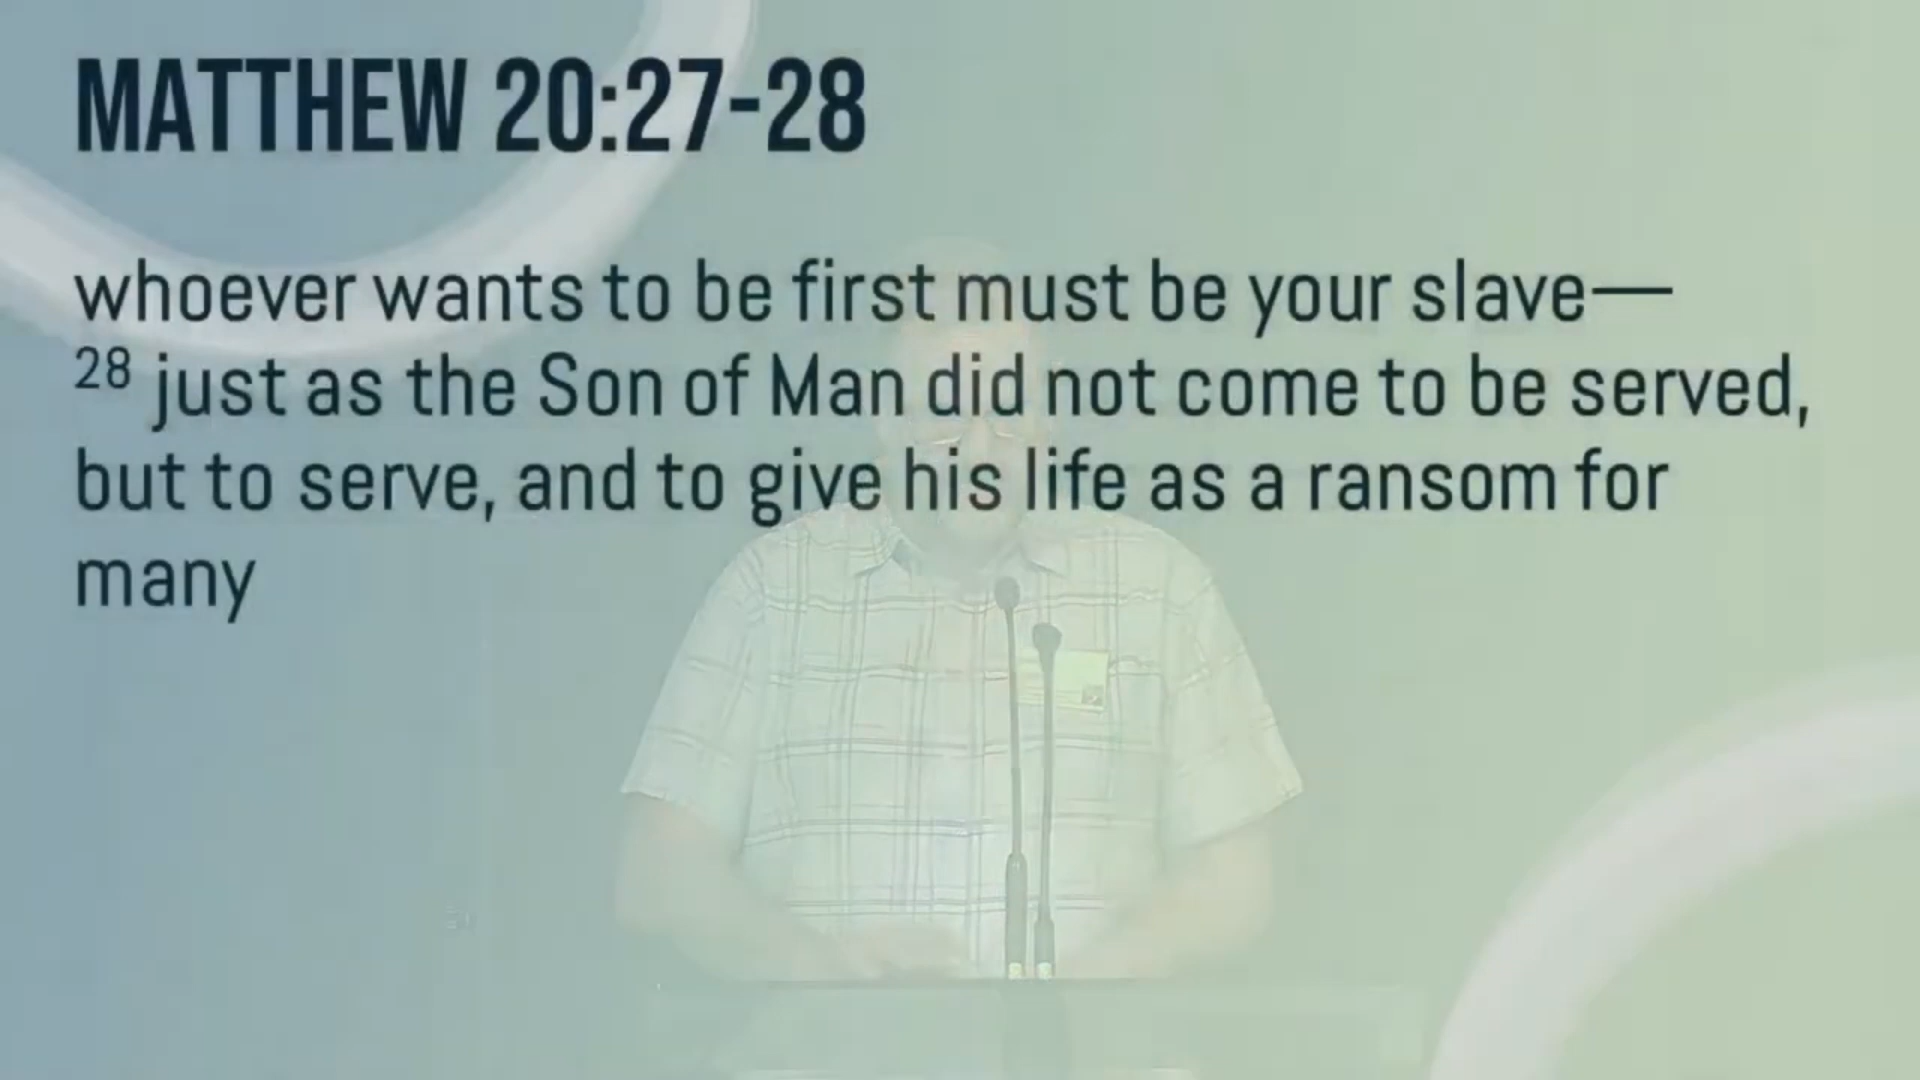 MATTHEW 20:27-28
whoever wants to be first must be your slave—
28 just as the Son of Man did not come to be served,
but to serve, and to give his life as a ransom for
many